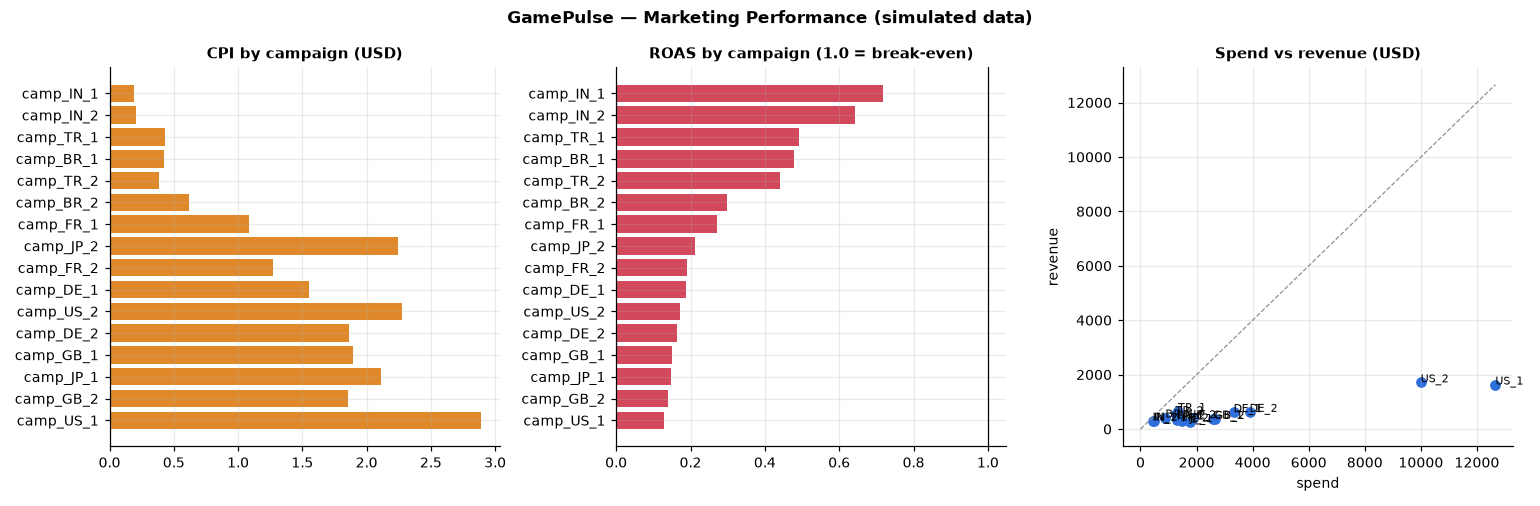 GamePulse — Marketing Performance (simulated data)
CPI by campaign (USD)
camp_IN_1
camp_IN_2
camp_TR_1
camp_BR_1
camp_TR_2
camp_BR_2
camp_FR_1
camp_JP_2
camp_FR_2
camp_DE_1
camp_US_2
camp_DE_2
camp_GB_1
camp_JP_1
camp_GB_2
camp_US_1
0.0 0.5 1.0 1.5 2.0 2.5 3.0
ROAS by campaign (1.0 = break-even)
camp_IN_1
camp_IN_2
camp_TR_1
camp_BR_1
camp_TR_2
camp_BR_2
camp_FR_1
camp_JP_2
camp_FR_2
camp_DE_1
camp_US_2
camp_DE_2
camp_GB_1
camp_JP_1
camp_GB_2
camp_US_1
0.0 0.2 0.4 0.6 0.8 1.0
Spend vs revenue (USD)
revenue
12000
10000
8000
6000
4000
2000
0
US_2
US_1
TR_1
DE_2
0 2000 4000 6000 8000 10000 12000
spend